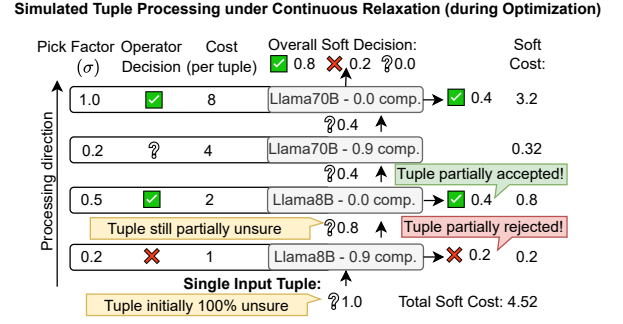 Simulated Tuple Processing under Continuous Relaxation (during Optimization)
Pick Factor (σ)
Operator Decision
Cost (per tuple)
Overall Soft Decision:
✅ 0.8 ❌ 0.2 ? 0.0
Soft Cost:
1.0 ✅ 8 Llama70B - 0.0 comp. ✅ 0.4 3.2
? 0.4
0.2 ? 4 Llama70B - 0.9 comp. 0.32
? 0.4
Tuple partially accepted!
0.5 ✅ 2 Llama8B - 0.0 comp. ✅ 0.4 0.8
Tuple still partially unsure
? 0.8
Tuple partially rejected!
0.2 ❌ 1 Llama8B - 0.9 comp. ❌ 0.2 0.2
Single Input Tuple:
Tuple initially 100% unsure
? 1.0
Total Soft Cost: 4.52
Processing direction